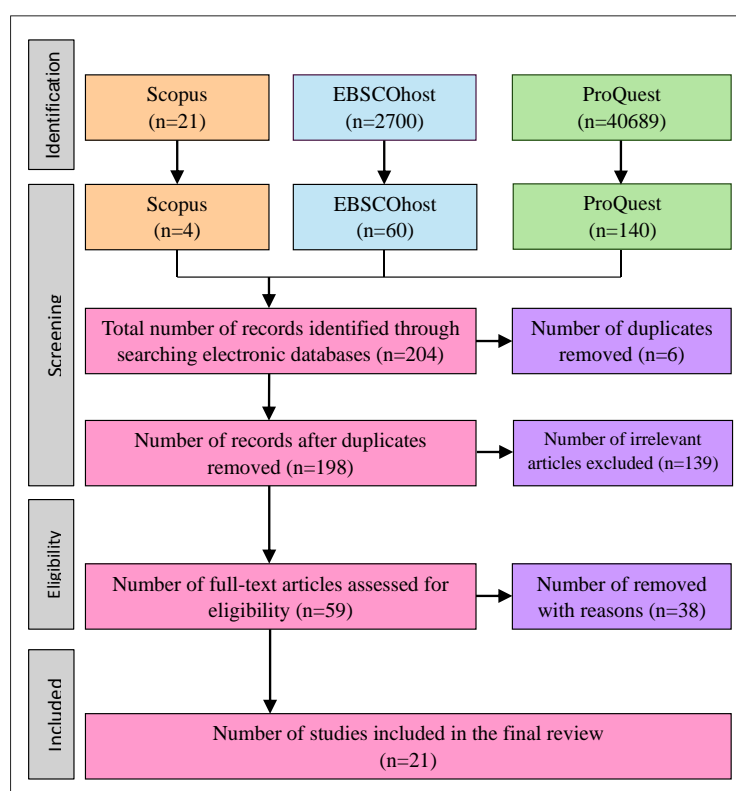 Identification
Scopus
(n=21)
EBSCOhost
(n=2700)
ProQuest
(n=40689)
Screening
Scopus
(n=4)
EBSCOhost
(n=60)
ProQuest
(n=140)
Total number of records identified through
searching electronic databases (n=204)
Number of duplicates
removed (n=6)
Number of records after duplicates
removed (n=198)
Number of irrelevant
articles excluded (n=139)
Eligibility
Number of full-text articles assessed for
eligibility (n=59)
Number of removed
with reasons (n=38)
Included
Number of studies included in the final review
(n=21)